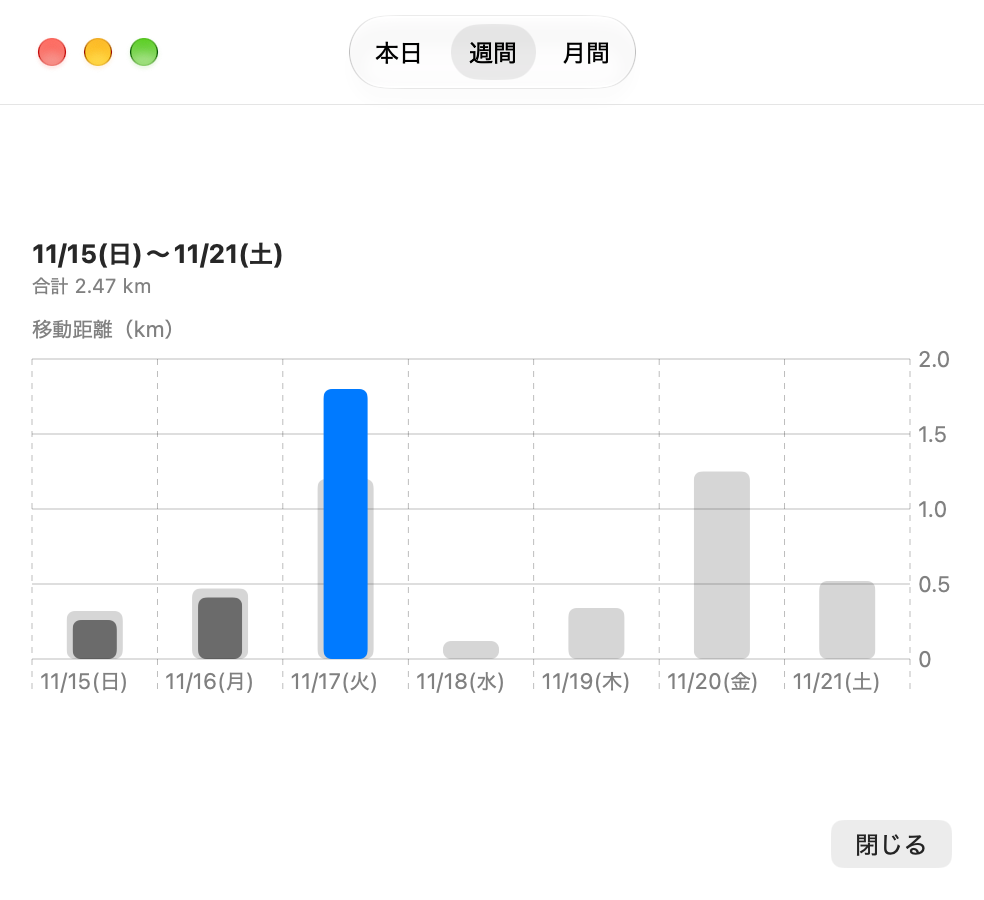 本日 週間 月間
11/15(日)〜11/21(土)
合計 2.47 km
移動距離（km）
2.0
1.5
1.0
0.5
0
11/15(日) 11/16(月) 11/17(火) 11/18(水) 11/19(木) 11/20(金) 11/21(土)
閉じる